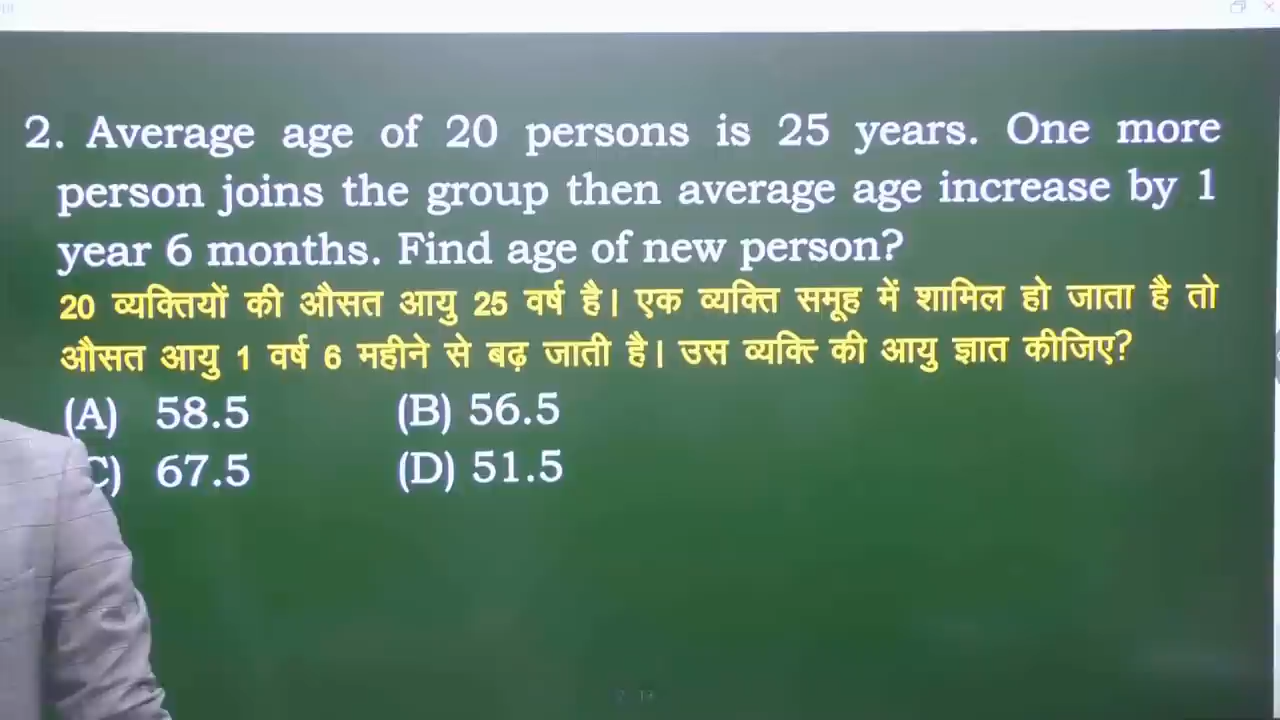 2. Average age of 20 persons is 25 years. One more
person joins the group then average age increase by 1
year 6 months. Find age of new person?
20 व्यक्तियों की औसत आयु 25 वर्ष है। एक व्यक्ति समूह में शामिल हो जाता है तो
औसत आयु 1 वर्ष 6 महीने से बढ़ जाती है। उस व्यक्ति की आयु ज्ञात कीजिए?
(A) 58.5 (B) 56.5
C) 67.5 (D) 51.5